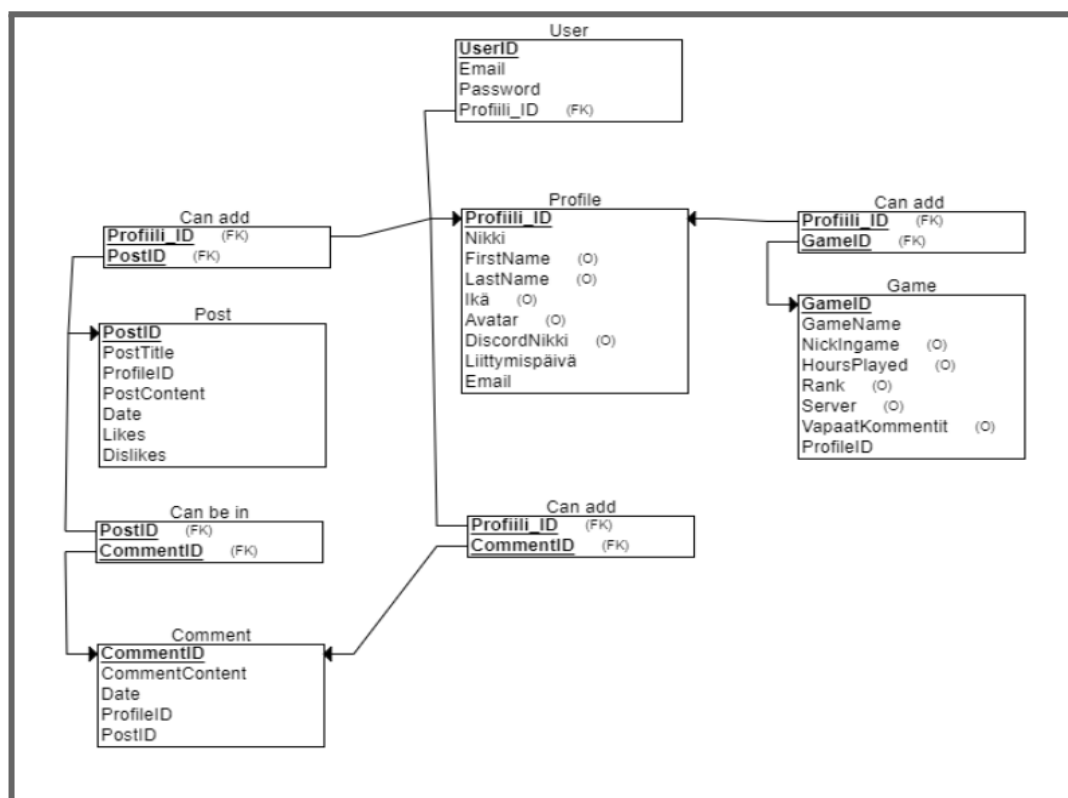 User
UserID
Email
Password
Profiili_ID (FK)
Profile
Profiili_ID
Nikki
FirstName (O)
LastName (O)
Ikä (O)
Avatar (O)
DiscordNikki (O)
Liittymispäivä
Email
Can add
Profiili_ID (FK)
PostID (FK)
Post
PostID
PostTitle
ProfileID
PostContent
Date
Likes
Dislikes
Can be in
PostID (FK)
CommentID (FK)
Comment
CommentID
CommentContent
Date
ProfileID
PostID
Can add
Profiili_ID (FK)
CommentID (FK)
Can add
Profiili_ID (FK)
GameID (FK)
Game
GameID
GameName
NickIngame (O)
HoursPlayed (O)
Rank (O)
Server (O)
VapaatKommentit (O)
ProfileID